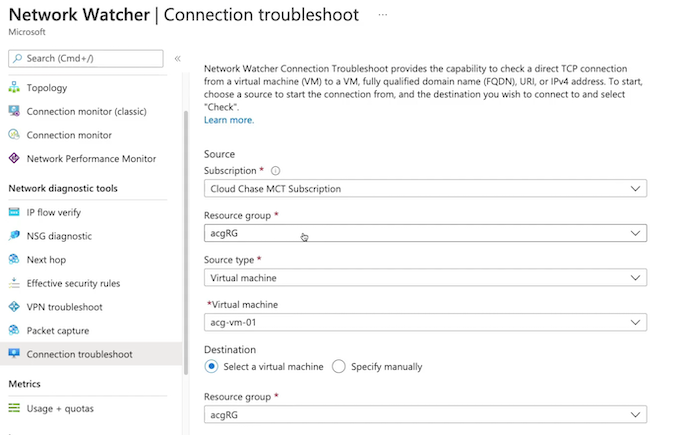 Network Watcher | Connection troubleshoot ...
Microsoft
Search (Cmd+/)
«
Topology
Connection monitor (classic)
Connection monitor
Network Performance Monitor
Network diagnostic tools
IP flow verify
NSG diagnostic
Next hop
Effective security rules
VPN troubleshoot
Packet capture
Connection troubleshoot
Metrics
Usage + quotas
Network Watcher Connection Troubleshoot provides the capability to check a direct TCP connection
from a virtual machine (VM) to a VM, fully qualified domain name (FQDN), URI, or IPv4 address. To start,
choose a source to start the connection from, and the destination you wish to connect to and select
"Check".
Learn more.
Source
Subscription *
Cloud Chase MCT Subscription
Resource group *
acgRG
Source type *
Virtual machine
*Virtual machine
acg-vm-01
Destination
Select a virtual machine
Specify manually
Resource group *
acgRG